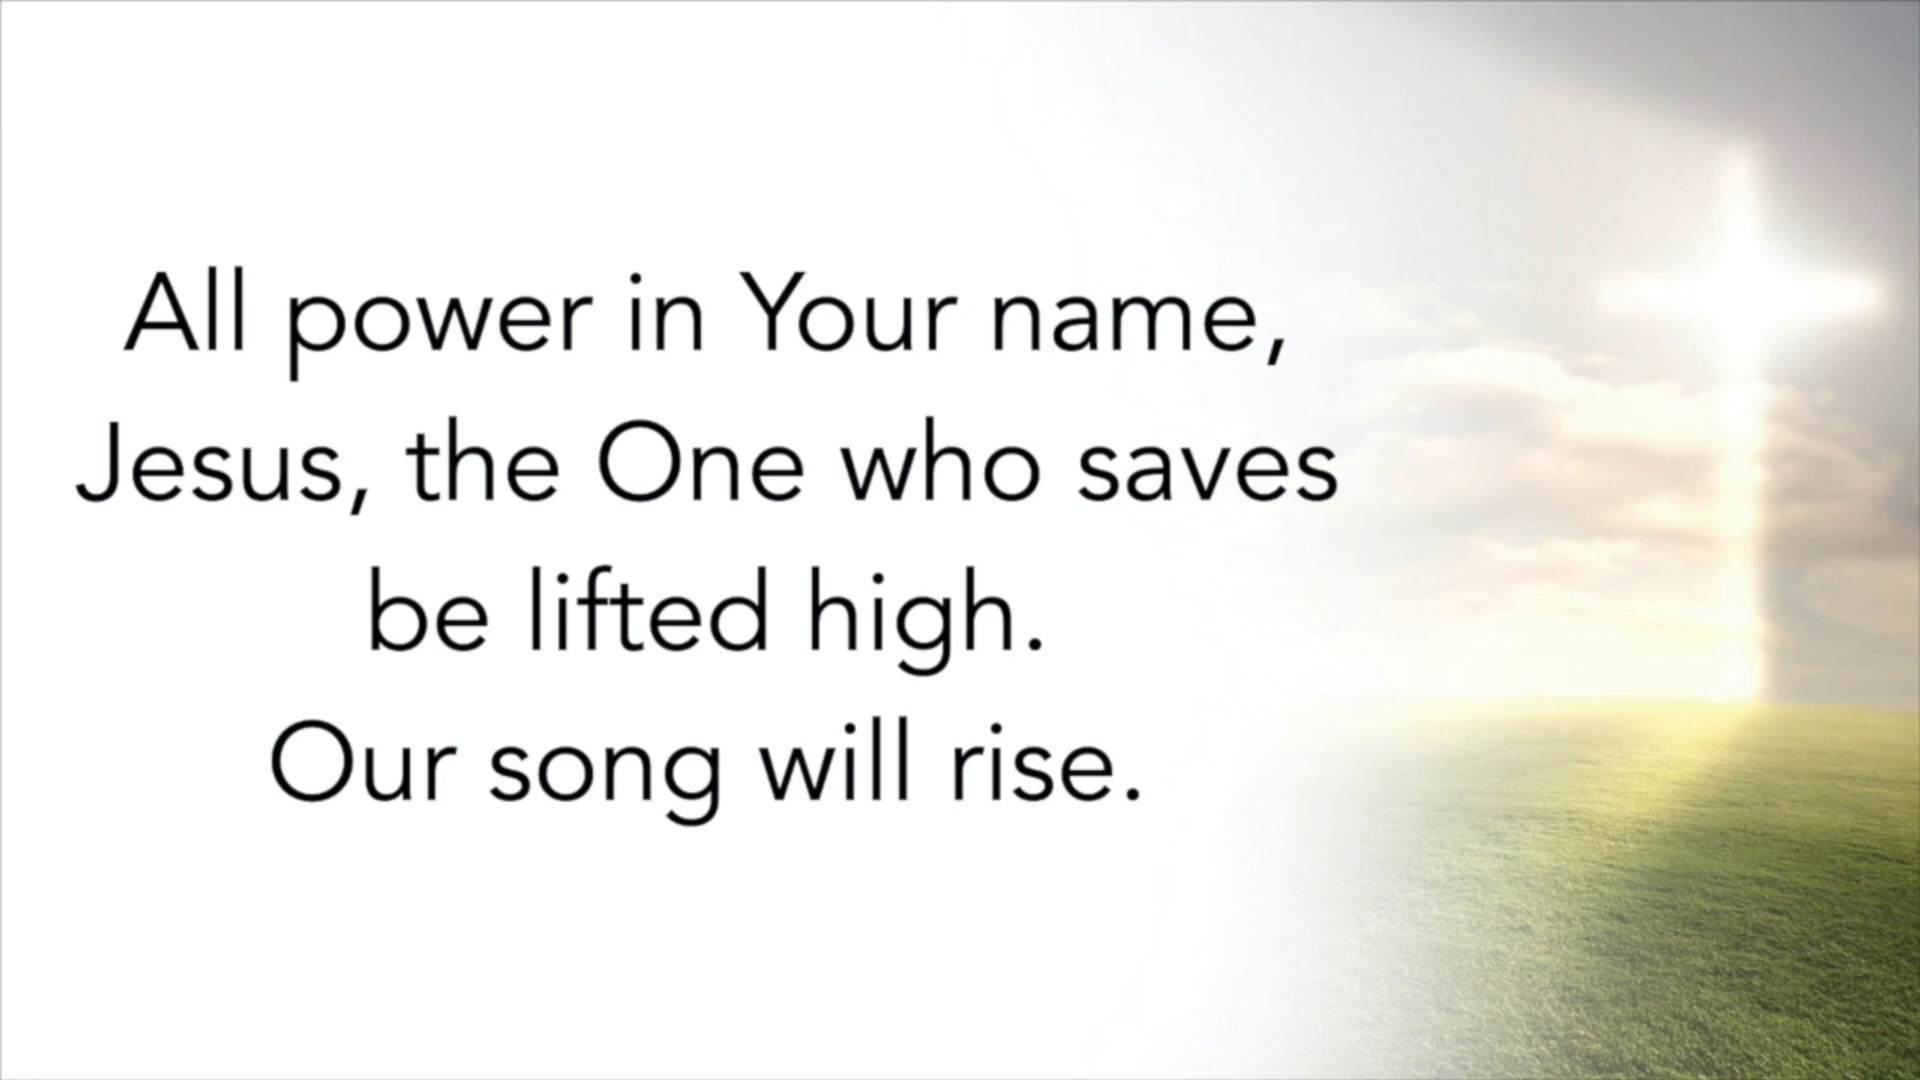 All power in Your name,
Jesus, the One who saves
be lifted high.
Our song will rise.